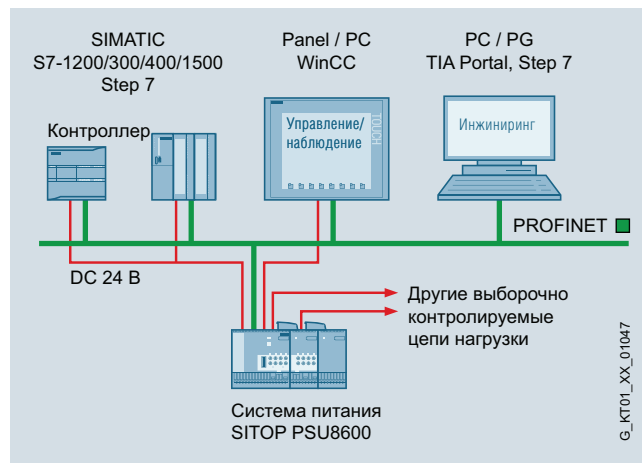 SIMATIC
S7-1200/300/400/1500
Step 7
Panel / PC
WinCC
PC / PG
TIA Portal, Step 7
Контроллер
Управление/
наблюдение
TOUCH
Инжиниринг
PROFINET
DC 24 В
Другие выборочно
контролируемые
цепи нагрузки
Система питания
SITOP PSU8600
G_KT01_XX_01047